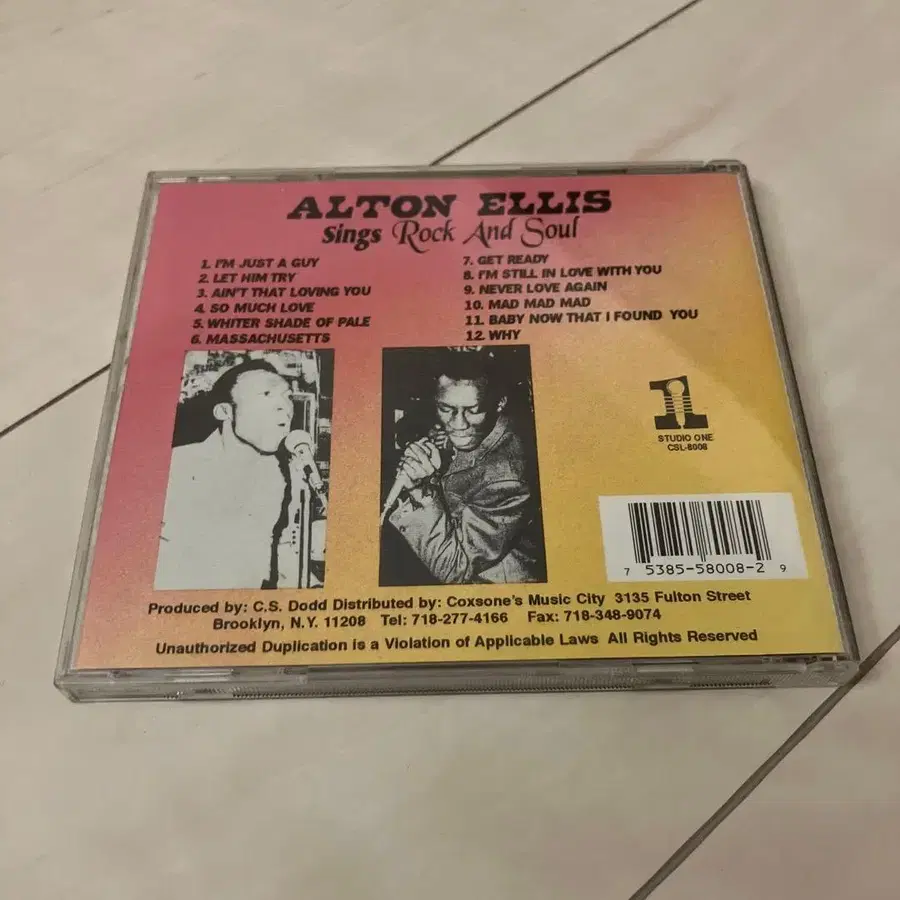 ALTON ELLIS
Sings Rock And Soul
1. I'M JUST A GUY
2. LET HIM TRY
3. AIN'T THAT LOVING YOU
4. SO MUCH LOVE
5. WHITER SHADE OF PALE
6. MASSACHUSETTS
7. GET READY
8. I'M STILL IN LOVE WITH YOU
9. NEVER LOVE AGAIN
10. MAD MAD MAD
11. BABY NOW THAT I FOUND YOU
12. WHY
1
STUDIO ONE
CSL-8008
7 5385-58008-2 9
Produced by: C.S. Dodd Distributed by: Coxsone's Music City 3135 Fulton Street
Brooklyn, N.Y. 11208 Tel: 718-277-4166 Fax: 718-348-9074
Unauthorized Duplication is a Violation of Applicable Laws All Rights Reserved